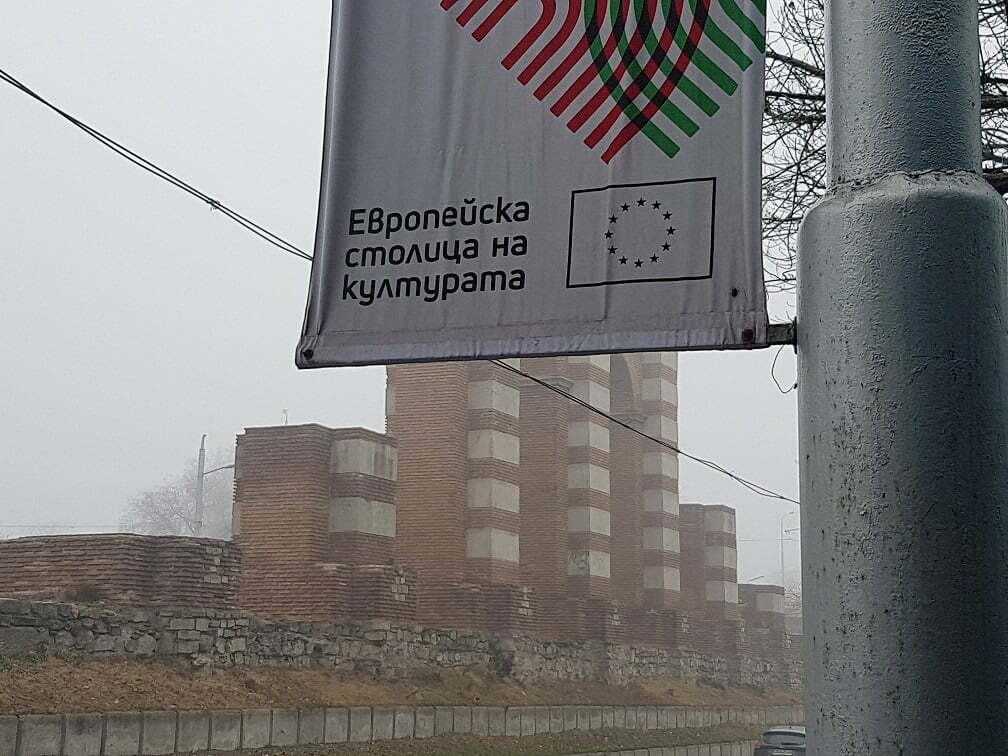 Европейска
столица на
културата